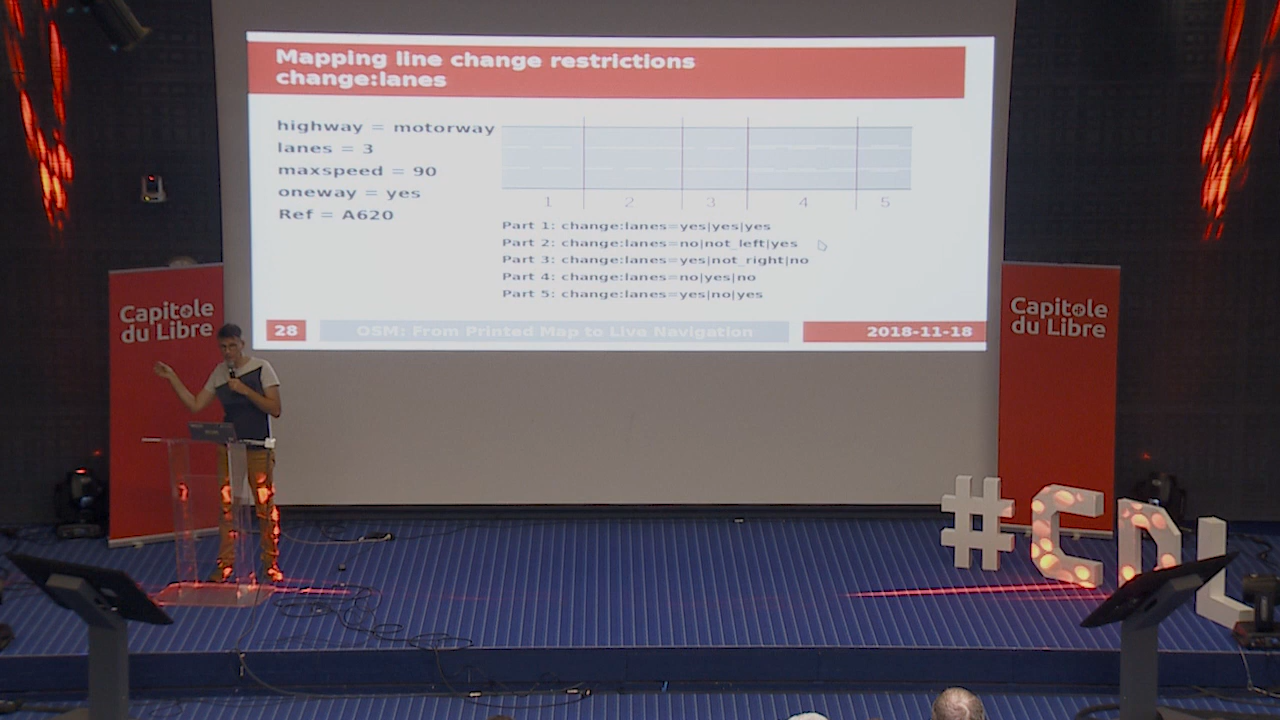 Mapping line change restrictions
change:lanes
highway = motorway
lanes = 3
maxspeed = 90
oneway = yes
Ref = A620
1 2 3 4 5
Part 1: change:lanes=yes|yes|yes
Part 2: change:lanes=no|not_left|yes
Part 3: change:lanes=yes|not_right|no
Part 4: change:lanes=no|yes|no
Part 5: change:lanes=yes|no|yes
28 OSM: From Printed Map to Live Navigation 2018-11-18
Capitole
du Libre
Capitole
du Libre
#CDL